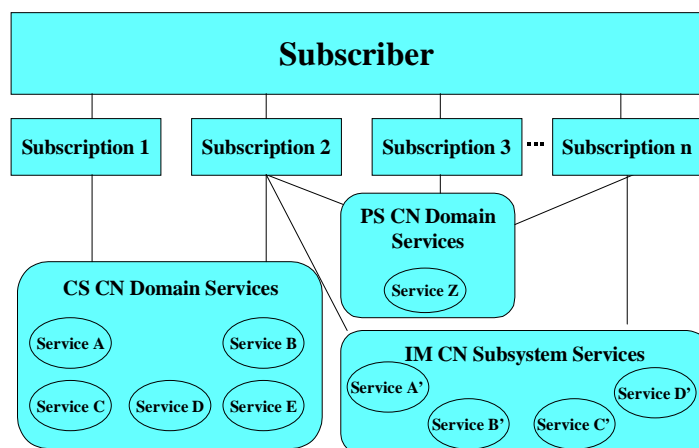 Subscriber
Subscription 1
Subscription 2
Subscription 3
...
Subscription n
PS CN Domain
Services
Service Z
CS CN Domain Services
Service A
Service B
Service C
Service D
Service E
IM CN Subsystem Services
Service A’
Service D’
Service B’
Service C’